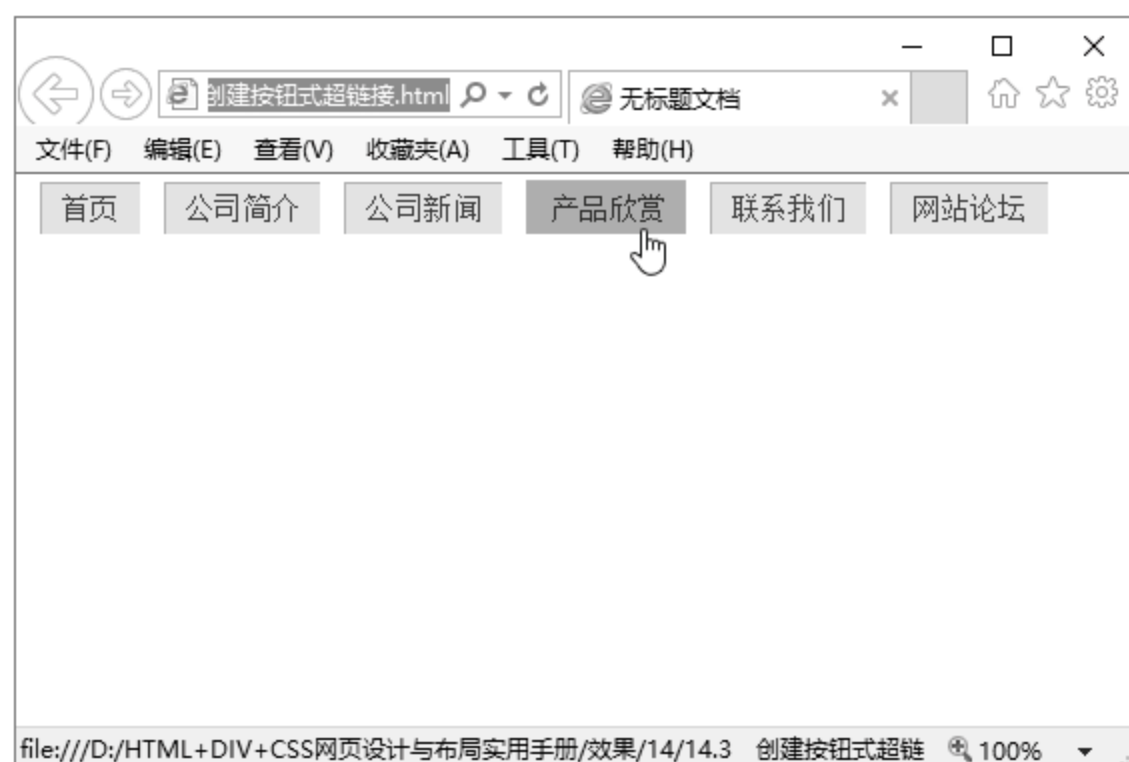 创建按钮式超链接.html 无标题文档
文件(F) 编辑(E) 查看(V) 收藏夹(A) 工具(T) 帮助(H)
首页 公司简介 公司新闻 产品欣赏 联系我们 网站论坛
file:///D:/HTML+DIV+CSS网页设计与布局实用手册/效果/14/14.3 创建按钮式超链 100%